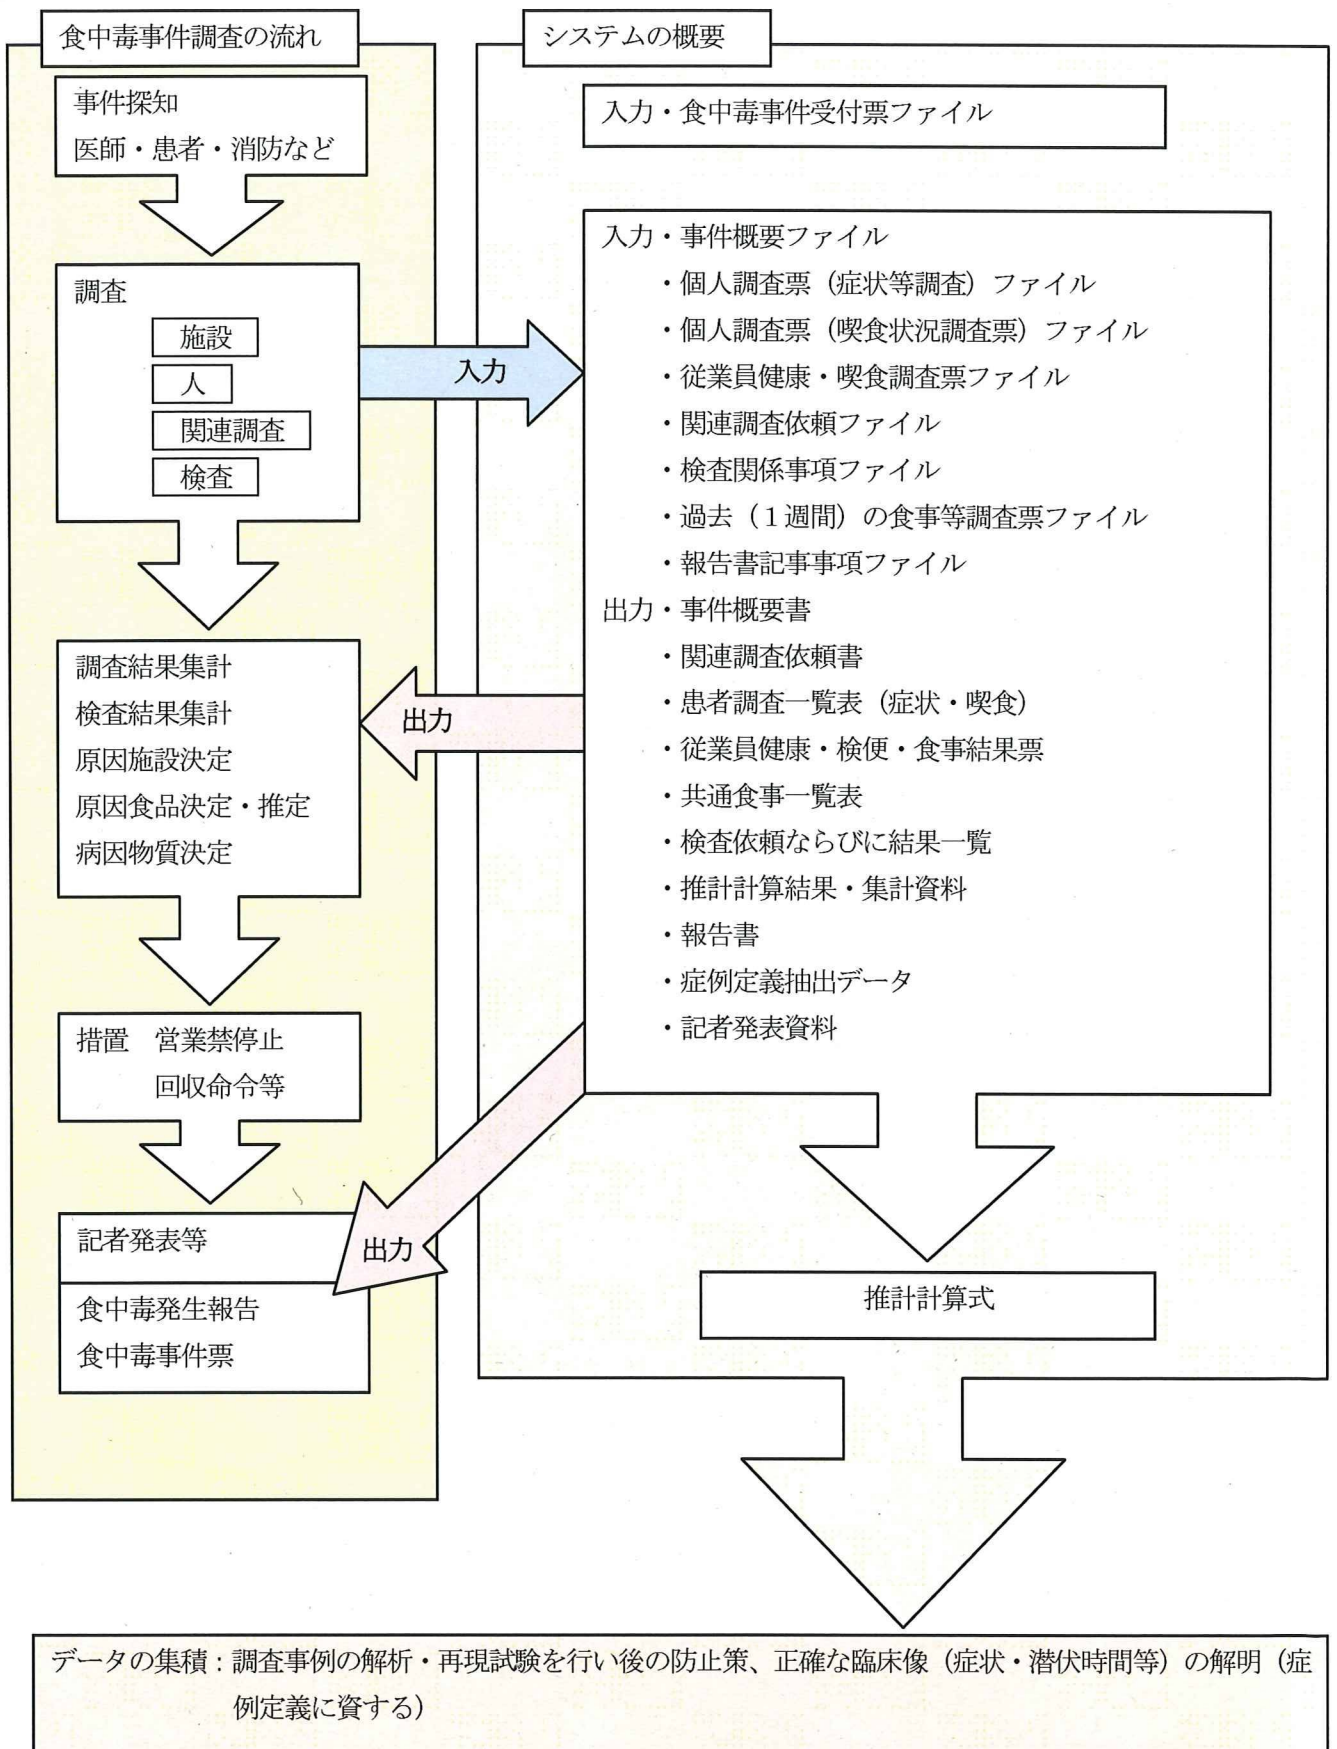 食中毒事件調査の流れ
事件探知
医師・患者・消防など
調査
施設
人
関連調査
検査
入力
調査結果集計
検査結果集計
原因施設決定
原因食品決定・推定
病因物質決定
出力
措置　営業禁停止
回収命令等
記者発表等
出力
食中毒発生報告
食中毒事件票
システムの概要
入力・食中毒事件受付票ファイル
入力・事件概要ファイル
・個人調査票（症状等調査）ファイル
・個人調査票（喫食状況調査票）ファイル
・従業員健康・喫食調査票ファイル
・関連調査依頼ファイル
・検査関係事項ファイル
・過去（１週間）の食事等調査票ファイル
・報告書記事事項ファイル
出力・事件概要書
・関連調査依頼書
・患者調査一覧表（症状・喫食）
・従業員健康・検便・食事結果票
・共通食事一覧表
・検査依頼ならびに結果一覧
・推計計算結果・集計資料
・報告書
・症例定義抽出データ
・記者発表資料
推計計算式
データの集積：調査事例の解析・再現試験を行い後の防止策、正確な臨床像（症状・潜伏時間等）の解明（症
例定義に資する）